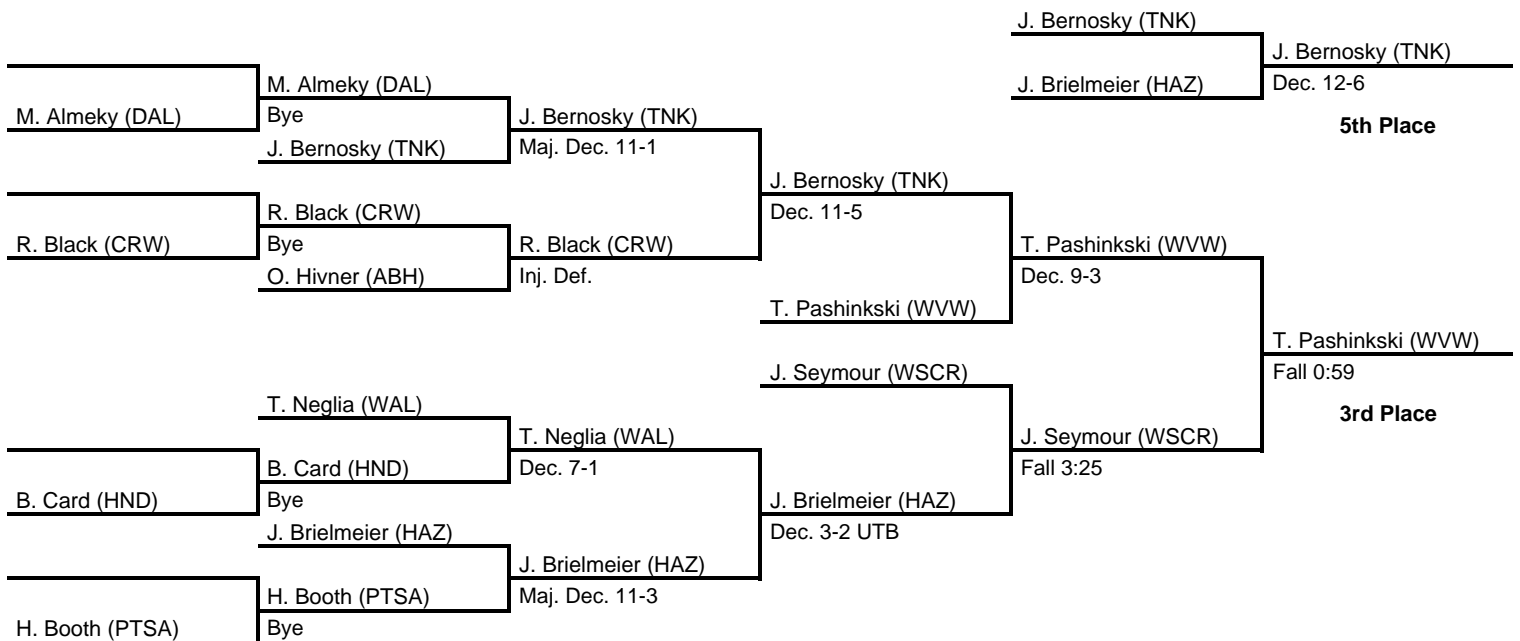 J. Bernosky (TNK)
J. Bernosky (TNK)
M. Almeky (DAL)
J. Brielmeier (HAZ)
Dec. 12-6
M. Almeky (DAL)
Bye
J. Bernosky (TNK)
5th Place
J. Bernosky (TNK)
Maj. Dec. 11-1
J. Bernosky (TNK)
R. Black (CRW)
Dec. 11-5
R. Black (CRW)
Bye
R. Black (CRW)
T. Pashinkski (WVW)
O. Hivner (ABH)
Inj. Def.
Dec. 9-3
T. Pashinkski (WVW)
T. Pashinkski (WVW)
J. Seymour (WSCR)
Fall 0:59
T. Neglia (WAL)
3rd Place
T. Neglia (WAL)
J. Seymour (WSCR)
B. Card (HND)
Dec. 7-1
Fall 3:25
B. Card (HND)
Bye
J. Brielmeier (HAZ)
J. Brielmeier (HAZ)
Dec. 3-2 UTB
J. Brielmeier (HAZ)
H. Booth (PTSA)
Maj. Dec. 11-3
H. Booth (PTSA)
Bye